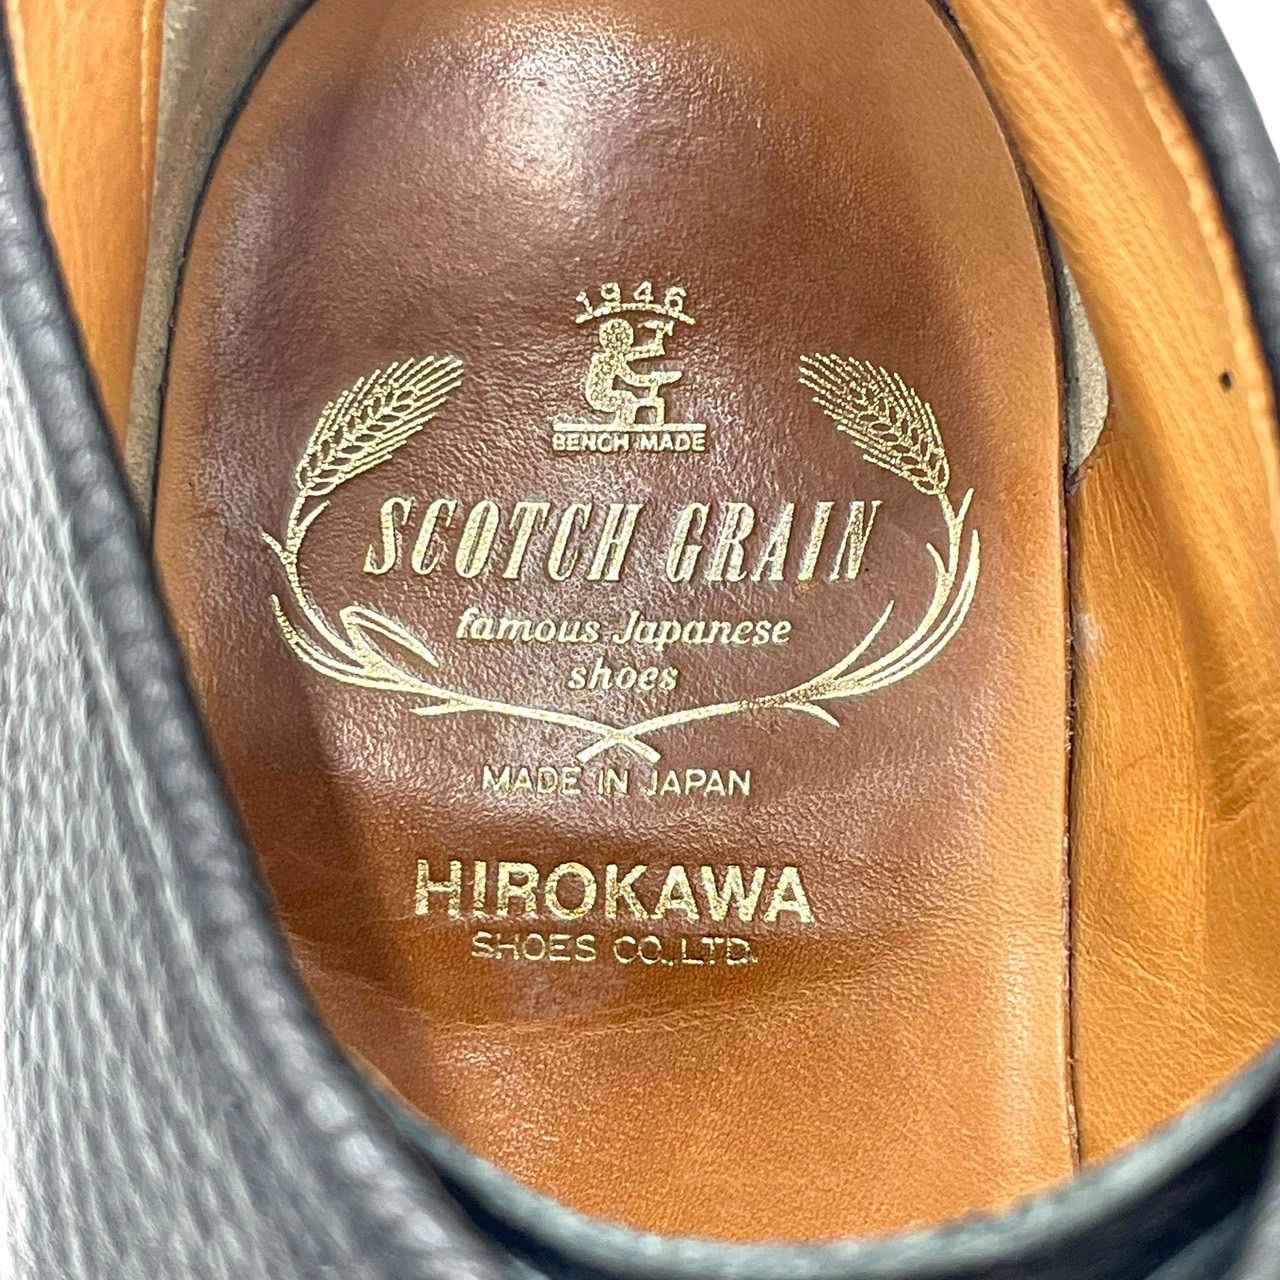 1946
BENCH MADE
SCOTCH GRAIN
famous Japanese
shoes
MADE IN JAPAN
HIROKAWA
SHOES CO.,LTD.